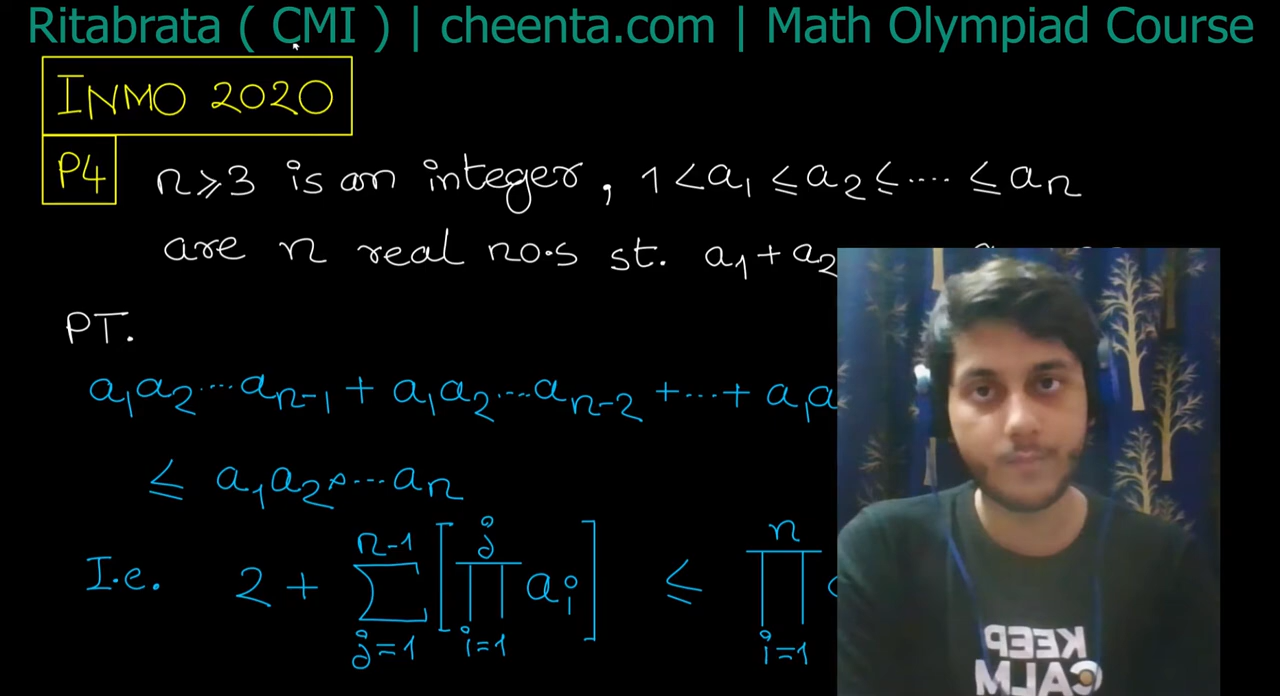 Ritabrata ( CMI ) | cheenta.com | Math Olympiad Course
INMO 2020
P4 n ⩾ 3 is an integer, 1 < a₁ ≤ a₂ ≤ .... ≤ aₙ
are n real no.s st. a₁ + a₂
PT.
a₁a₂....aₙ₋₁ + a₁a₂....aₙ₋₂ + ... + a₁a
≤ a₁a₂....aₙ
I.e. 2 + ∑_{j=1}^{n-1} [ ∏_{i=1}^{j} aᵢ ] ≤ ∏_{i=1}^{n}
KEEP
CALM